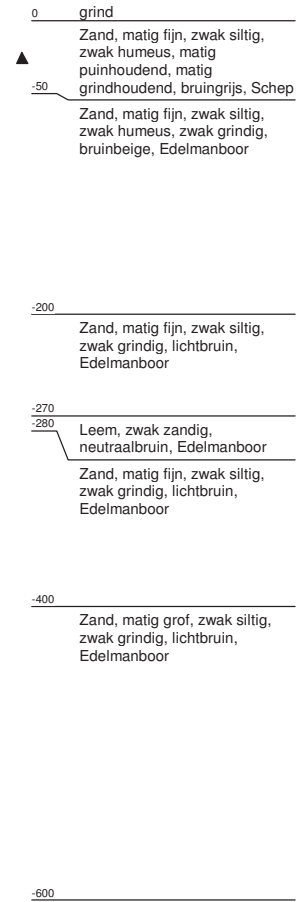 0 grind
Zand, matig fijn, zwak siltig,
zwak humeus, matig
puinhoudend, matig
-50 grindhoudend, bruingrijs, Schep
Zand, matig fijn, zwak siltig,
zwak humeus, zwak grindig,
bruinbeige, Edelmanboor
-200
Zand, matig fijn, zwak siltig,
zwak grindig, lichtbruin,
Edelmanboor
-270
-280 Leem, zwak zandig,
neutraalbruin, Edelmanboor
Zand, matig fijn, zwak siltig,
zwak grindig, lichtbruin,
Edelmanboor
-400
Zand, matig grof, zwak siltig,
zwak grindig, lichtbruin,
Edelmanboor
-600